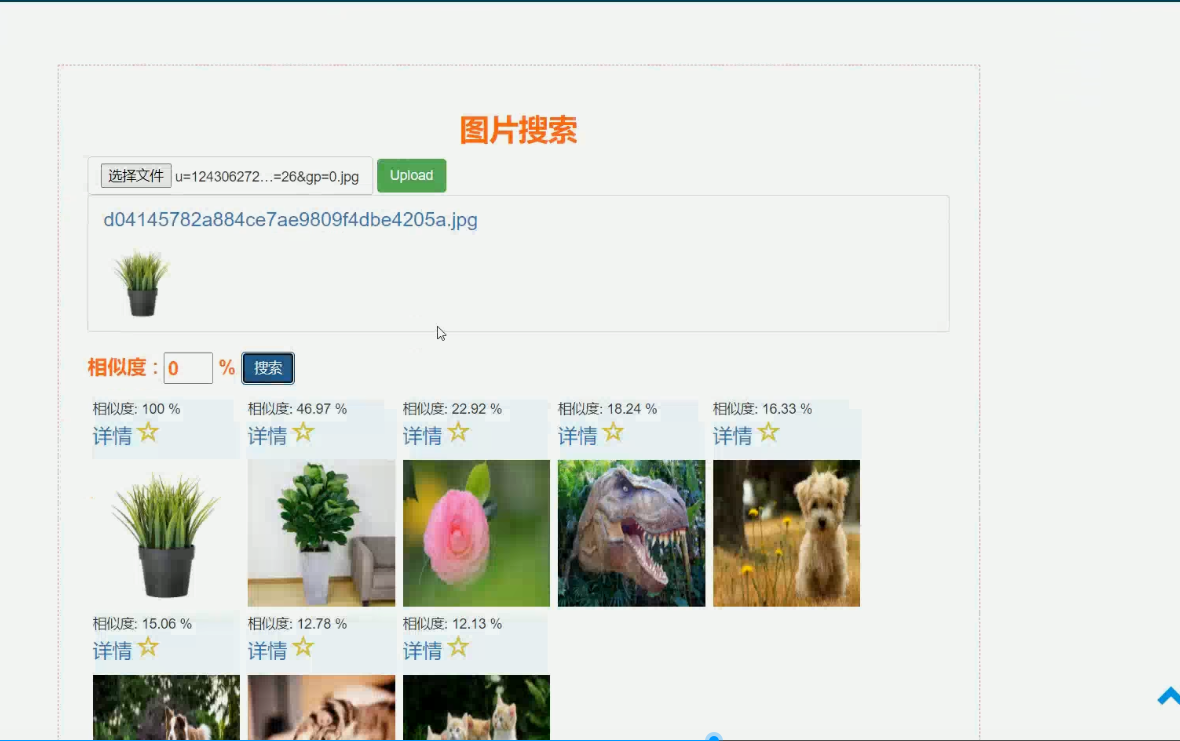 图片搜索
选择文件 u=124306272...=26&gp=0.jpg Upload
d04145782a884ce7ae9809f4dbe4205a.jpg
相似度：0 % 搜索
相似度: 100 % 相似度: 46.97 % 相似度: 22.92 % 相似度: 18.24 % 相似度: 16.33 %
详情 详情 详情 详情 详情
相似度: 15.06 % 相似度: 12.78 % 相似度: 12.13 %
详情 详情 详情